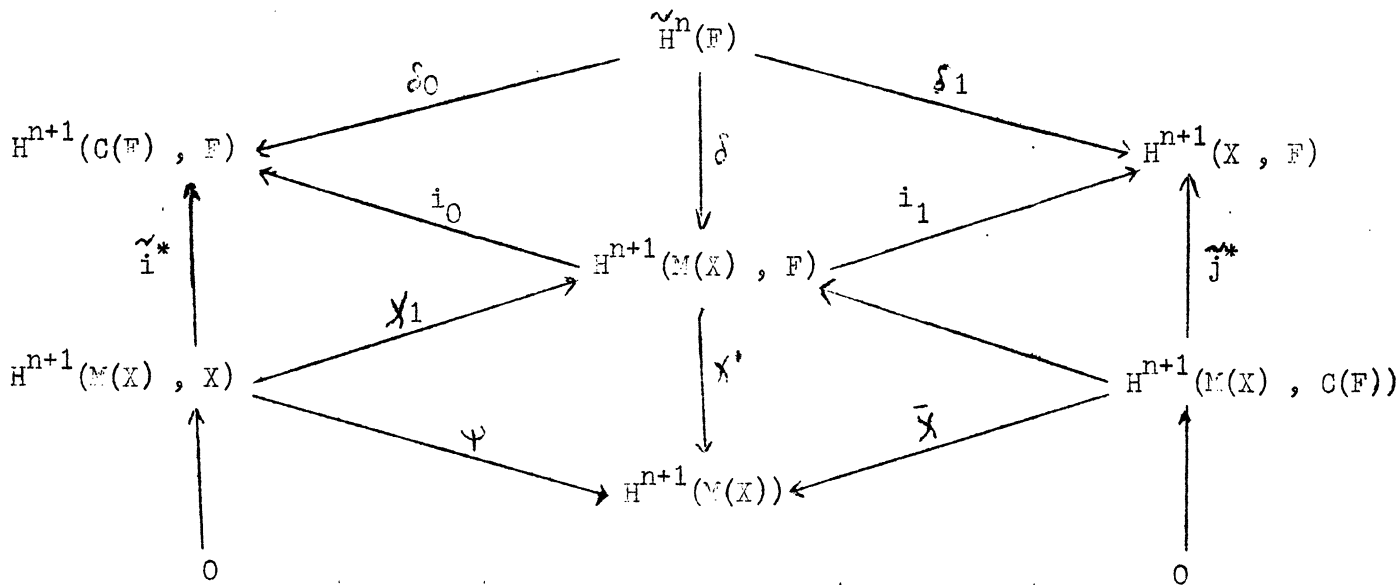 H̃ⁿ(F)
δ0 δ1
Hⁿ⁺¹(C(F) , F) δ Hⁿ⁺¹(X , F)
i₀ i₁
ĩ* Hⁿ⁺¹(M(X) , F) j̃*
χ1
Hⁿ⁺¹(M(X) , X) χ* Hⁿ⁺¹(M(X) , C(F))
ψ χ̄
Hⁿ⁺¹(M(X))
0 0